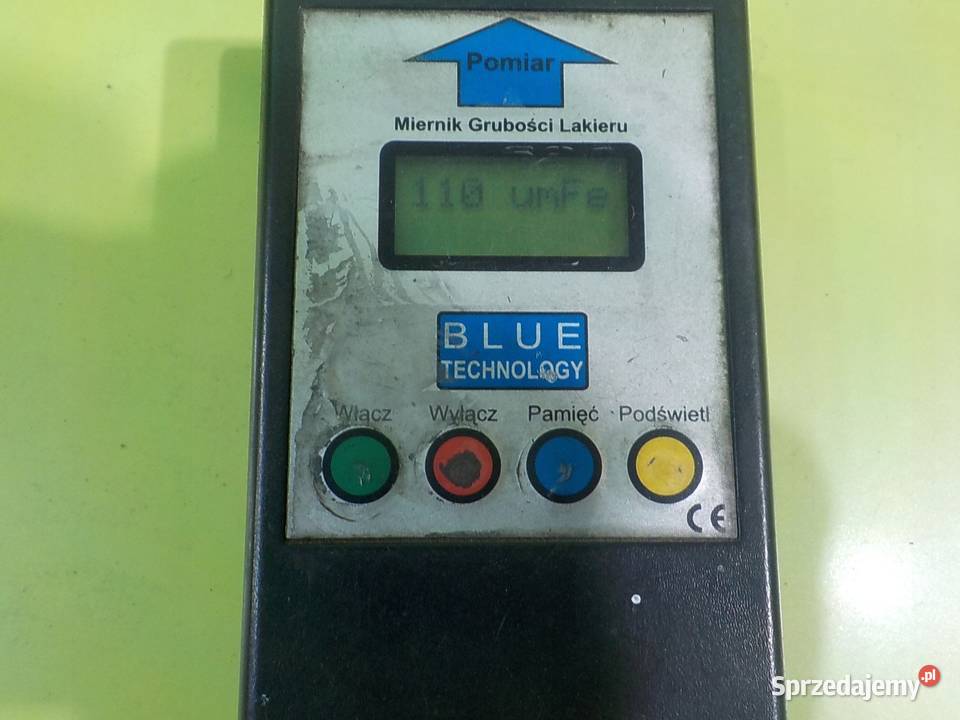 Pomiar
Miernik Grubości Lakieru
110 umFe
BLUE
TECHNOLOGY
Włącz Wyłącz Pamięć Podświetl
CE
Sprzedajemy.pl